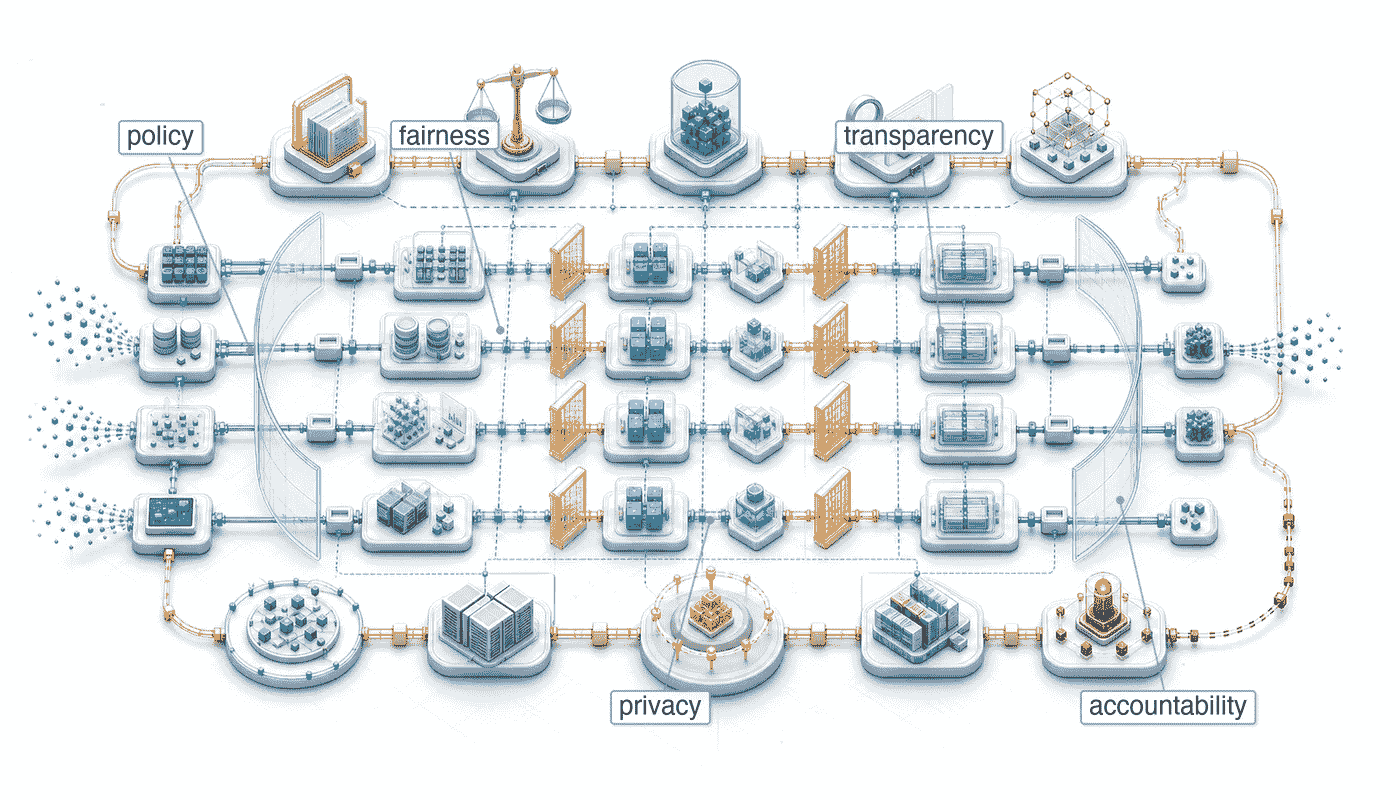 policy
fairness
transparency
privacy
accountability